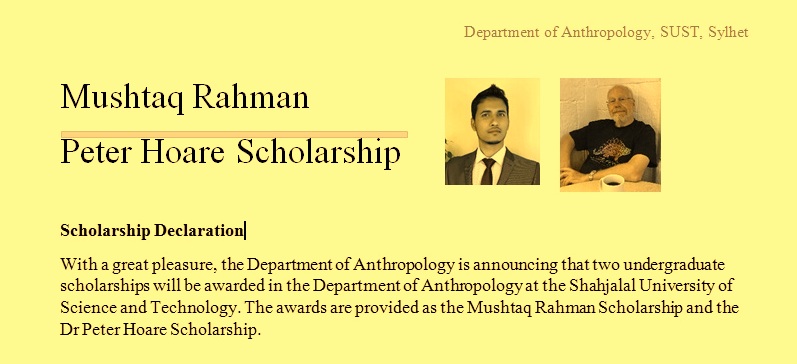 Department of Anthropology, SUST, Sylhet
Mushtaq Rahman
Peter Hoare Scholarship
Scholarship Declaration
With a great pleasure, the Department of Anthropology is announcing that two undergraduate
scholarships will be awarded in the Department of Anthropology at the Shahjalal University of
Science and Technology. The awards are provided as the Mushtaq Rahman Scholarship and the
Dr Peter Hoare Scholarship.